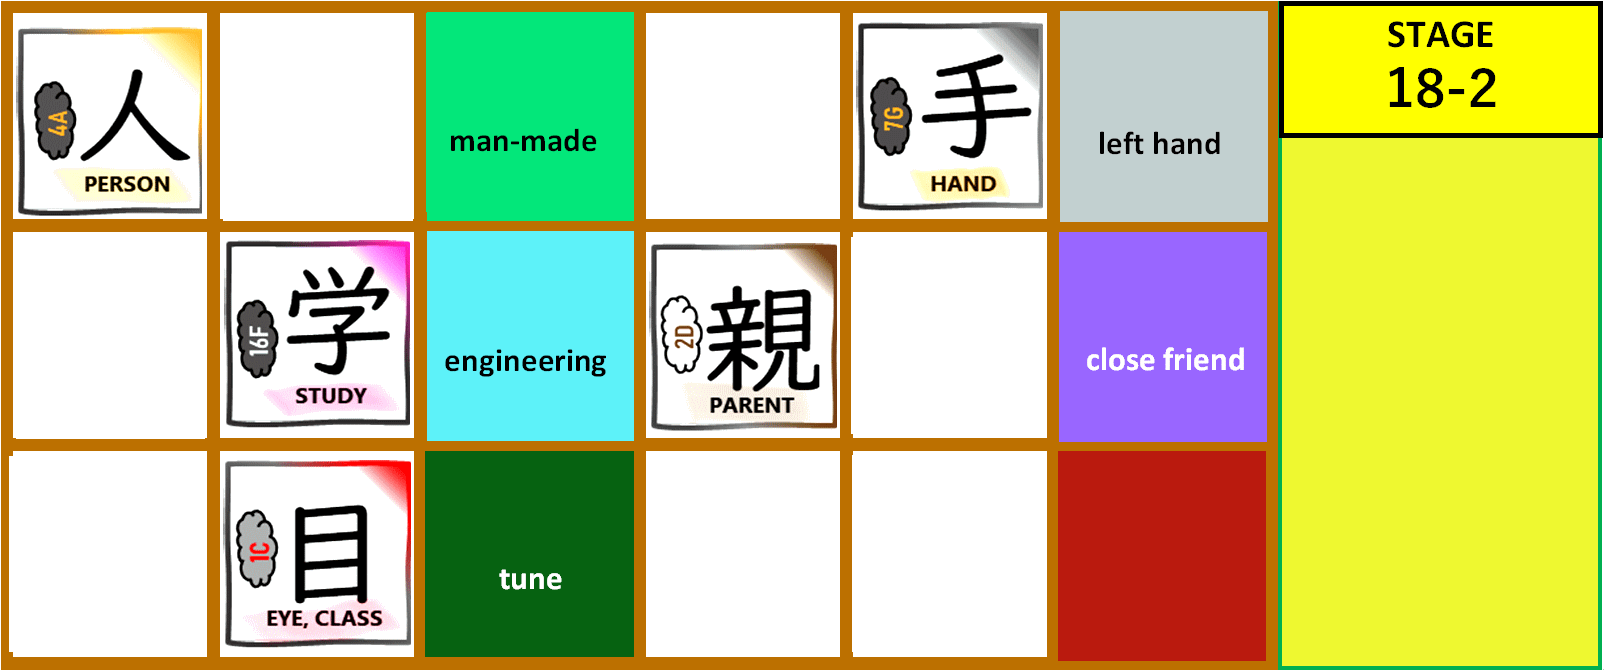 4A
人
PERSON
man-made
7G
手
HAND
left hand
STAGE
18-2
16F
学
STUDY
engineering
2D
親
PARENT
close friend
1C
目
EYE, CLASS
tune